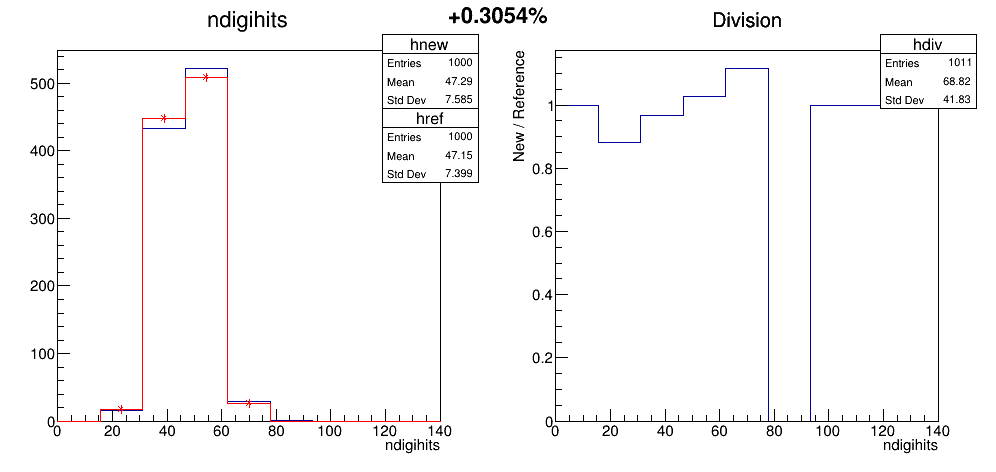 +0.3054%
ndigihits
hnew
Entries 1000
Mean 47.29
Std Dev 7.585
href
Entries 1000
Mean 47.15
Std Dev 7.399
500
400
300
200
100
0
0 20 40 60 80 100 120 140
ndigihits
Division
hdiv
Entries 1011
Mean 68.82
Std Dev 41.83
New / Reference
1
0.8
0.6
0.4
0.2
0
0 20 40 60 80 100 120 140
ndigihits